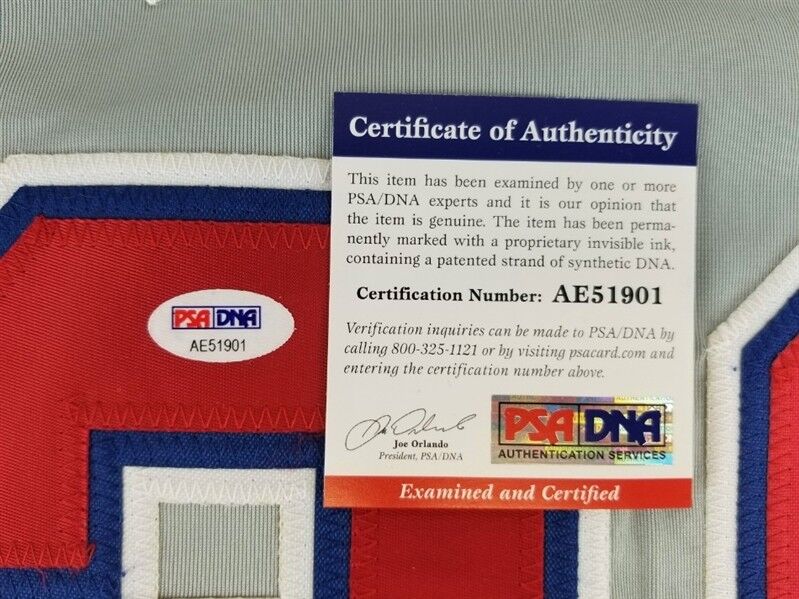 PSA DNA
AE51901
Certificate of Authenticity
This item has been examined by one or more
PSA/DNA experts and it is our opinion that
the item is genuine. The item has been perma-
nently marked with a proprietary invisible ink,
containing a patented strand of synthetic DNA.
Certification Number: AE51901
Verification inquiries can be made to PSA/DNA by
calling 800-325-1121 or by visiting psacard.com and
entering the certification number above.
Joe Orlando
President, PSA/DNA
PSA DNA
AUTHENTICATION SERVICES
Examined and Certified